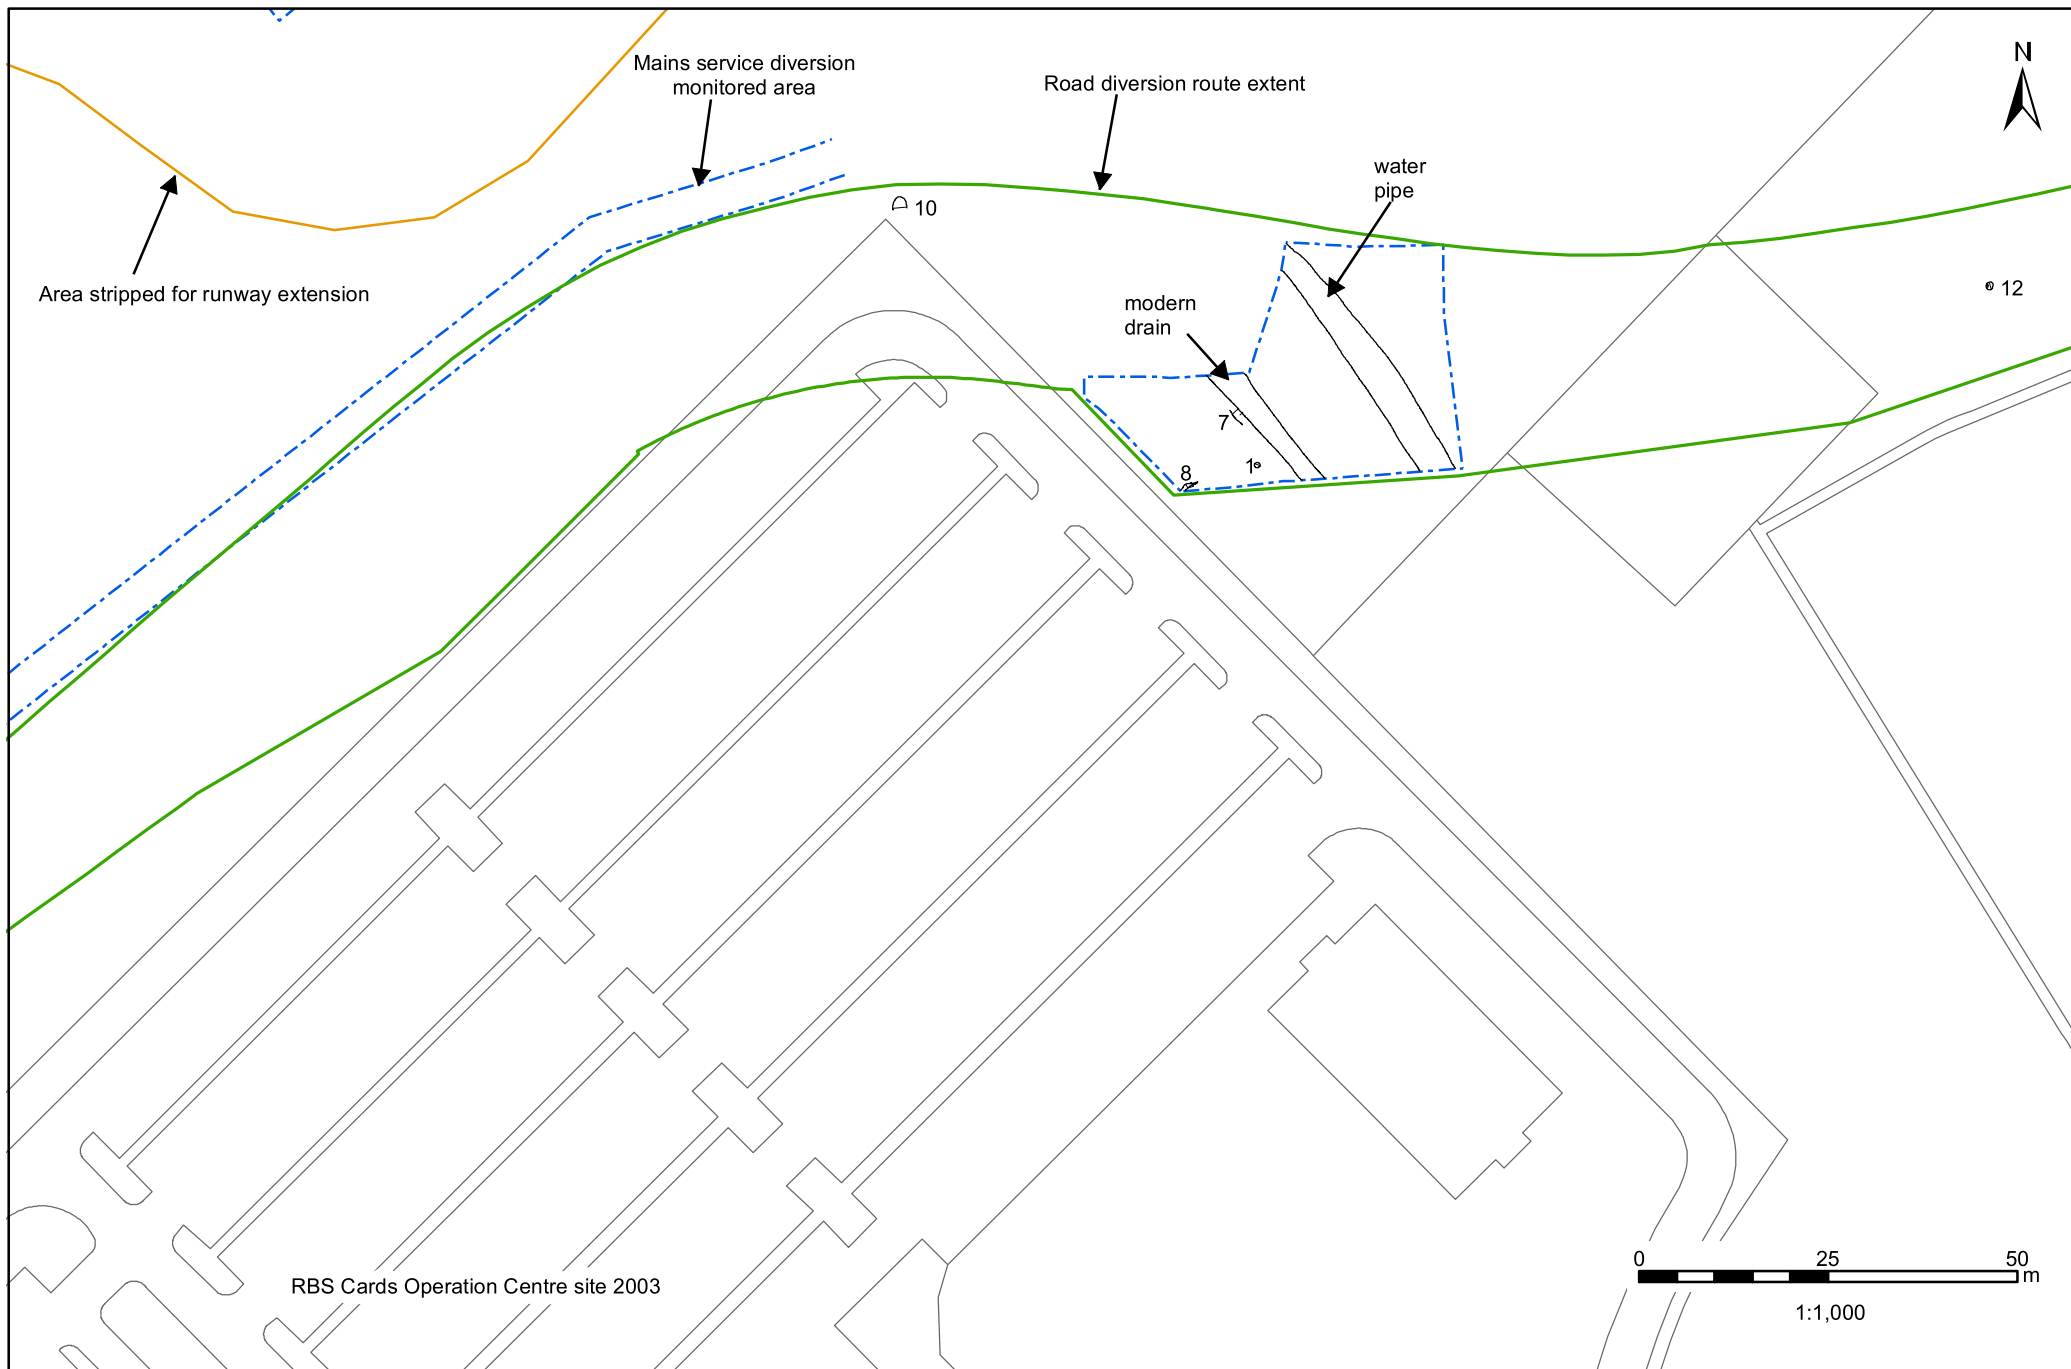 Mains service diversion
monitored area
Road diversion route extent
N
water
pipe
10
Area stripped for runway extension
12
modern
drain
7
8
1
RBS Cards Operation Centre site 2003
0 25 50
m
1:1,000